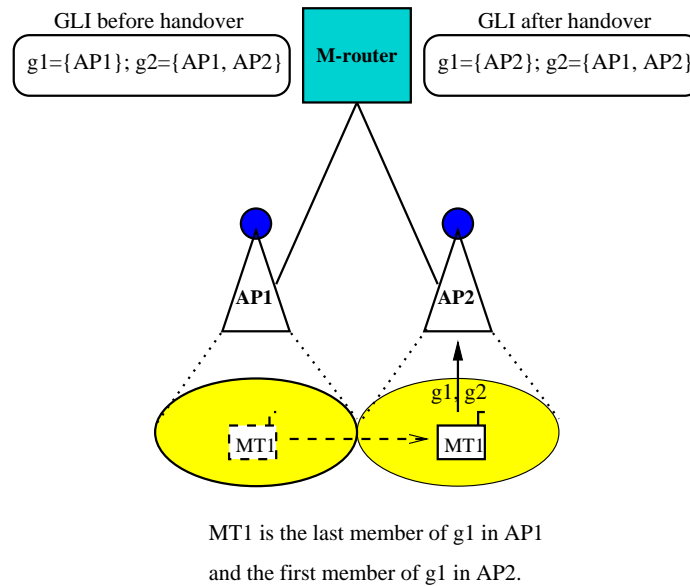 GLI before handover
GLI after handover
g1={AP1}; g2={AP1, AP2}
M-router
g1={AP2}; g2={AP1, AP2}
AP1
AP2
g1, g2
MT1
MT1
MT1 is the last member of g1 in AP1
and the first member of g1 in AP2.